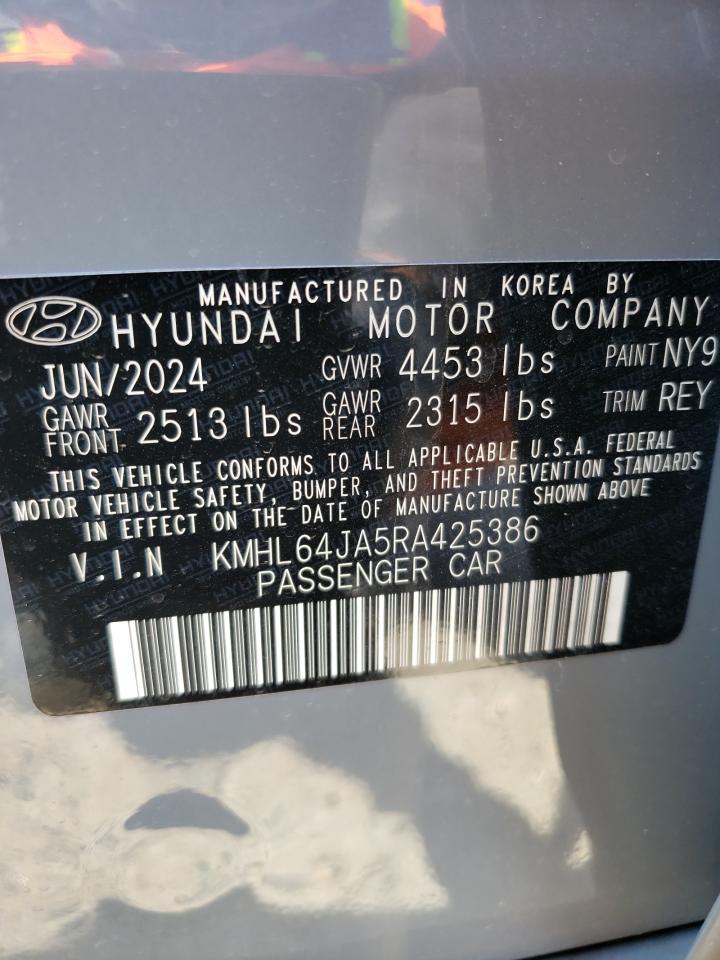 MANUFACTURED IN KOREA BY
HYUNDAI MOTOR COMPANY
JUN/2024 GVWR 4453 lbs PAINT NY9
GAWR FRONT 2513 lbs GAWR REAR 2315 lbs TRIM REY
THIS VEHICLE CONFORMS TO ALL APPLICABLE U.S.A. FEDERAL
MOTOR VEHICLE SAFETY, BUMPER, AND THEFT PREVENTION STANDARDS
IN EFFECT ON THE DATE OF MANUFACTURE SHOWN ABOVE
V.I.N KMHL64JA5RA425386
PASSENGER CAR